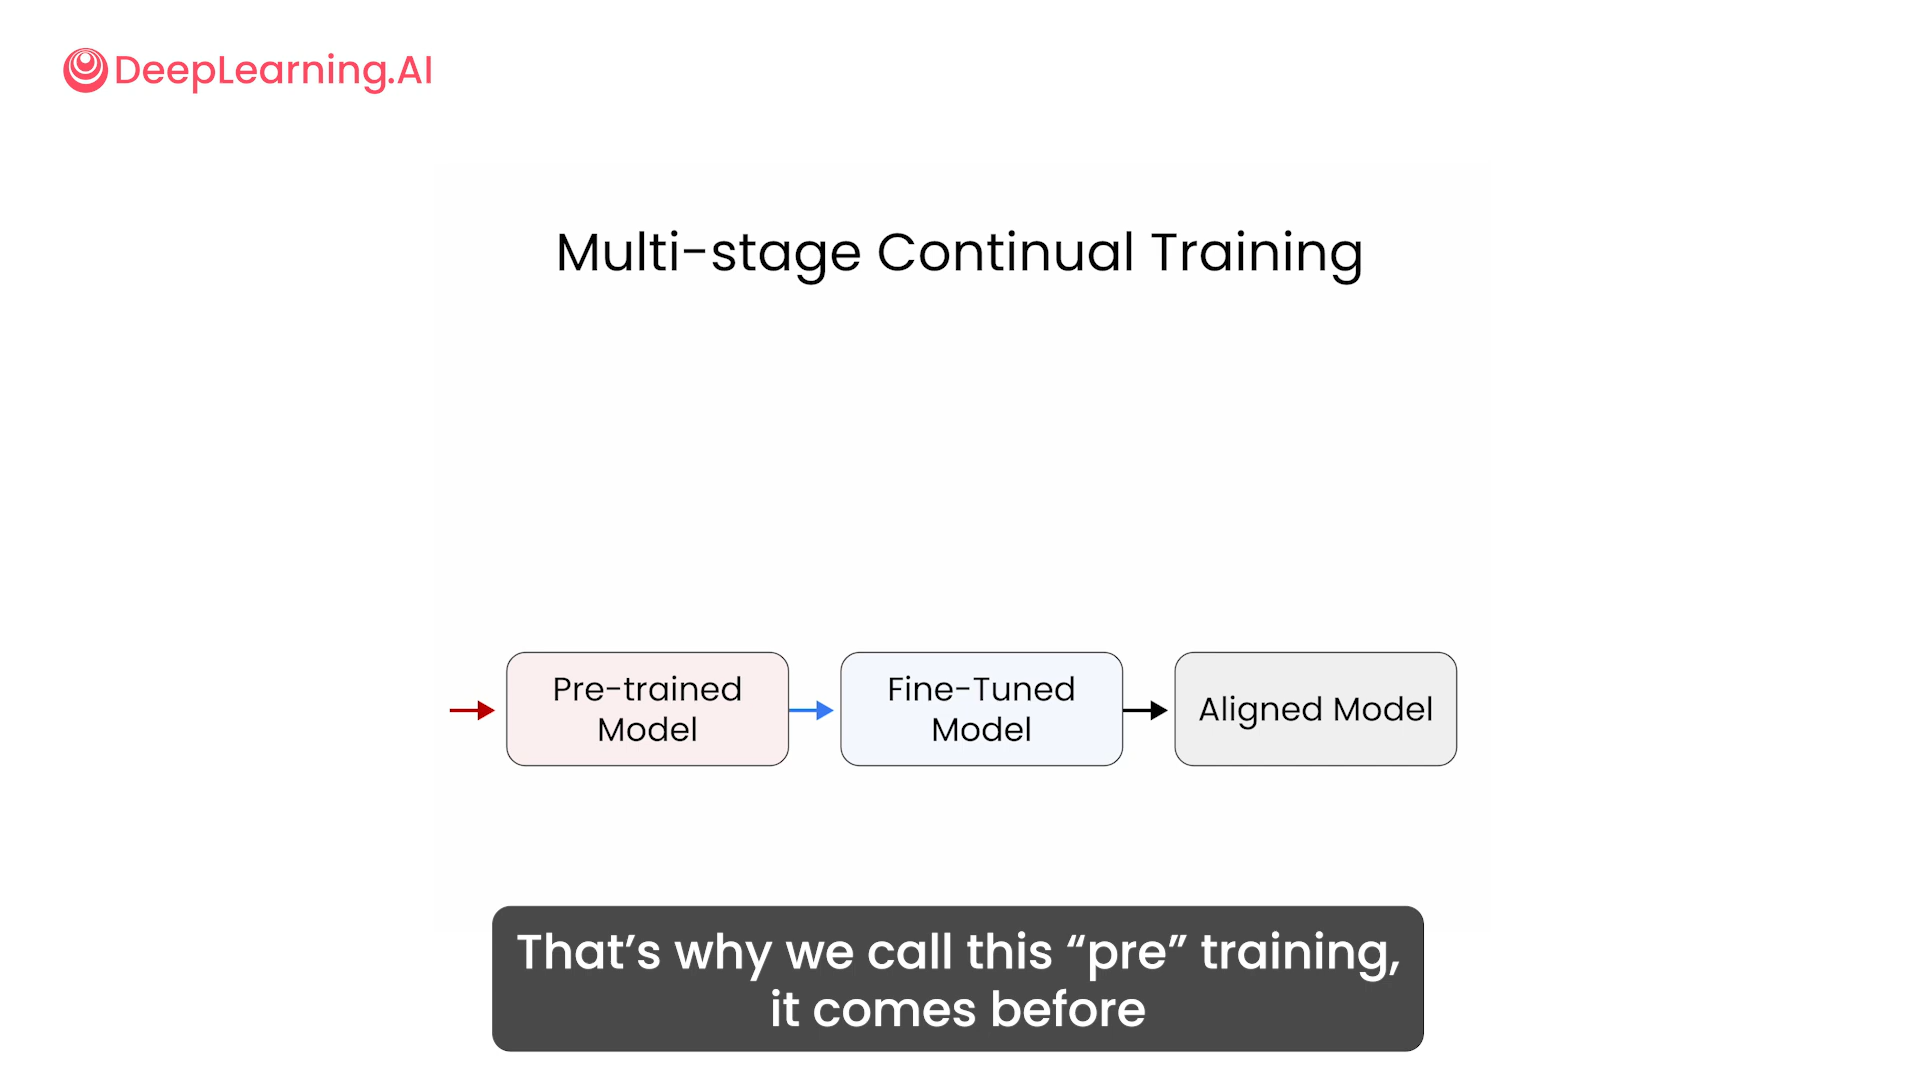 DeepLearning.AI
Multi-stage Continual Training
Pre-trained
Model
Fine-Tuned
Model
Aligned Model
That’s why we call this “pre” training,
it comes before